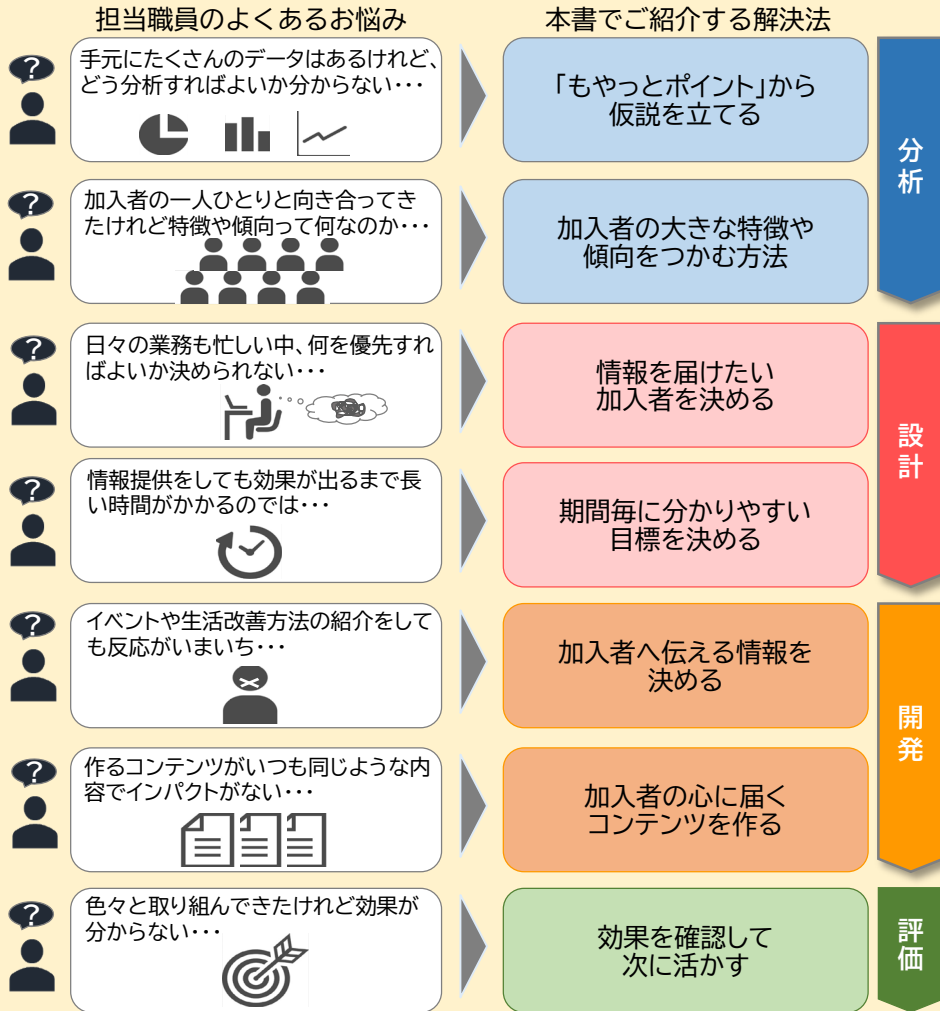 担当職員のよくあるお悩み
本書でご紹介する解決法
?
手元にたくさんのデータはあるけれど、
どう分析すればよいか分からない・・・
「もやっとポイント」から
仮説を立てる
分析
?
加入者の一人ひとりと向き合ってき
たけれど特徴や傾向って何なのか・・・
加入者の大きな特徴や
傾向をつかむ方法
?
日々の業務も忙しい中、何を優先すれ
ばよいか決められない・・・
情報を届けたい
加入者を決める
設計
?
情報提供をしても効果が出るまで長
い時間がかかるのでは・・・
期間毎に分かりやすい
目標を決める
?
イベントや生活改善方法の紹介をして
も反応がいまいち・・・
加入者へ伝える情報を
決める
開発
?
作るコンテンツがいつも同じような内
容でインパクトがない・・・
加入者の心に届く
コンテンツを作る
?
色々と取り組んできたけれど効果が
分からない・・・
効果を確認して
次に活かす
評価